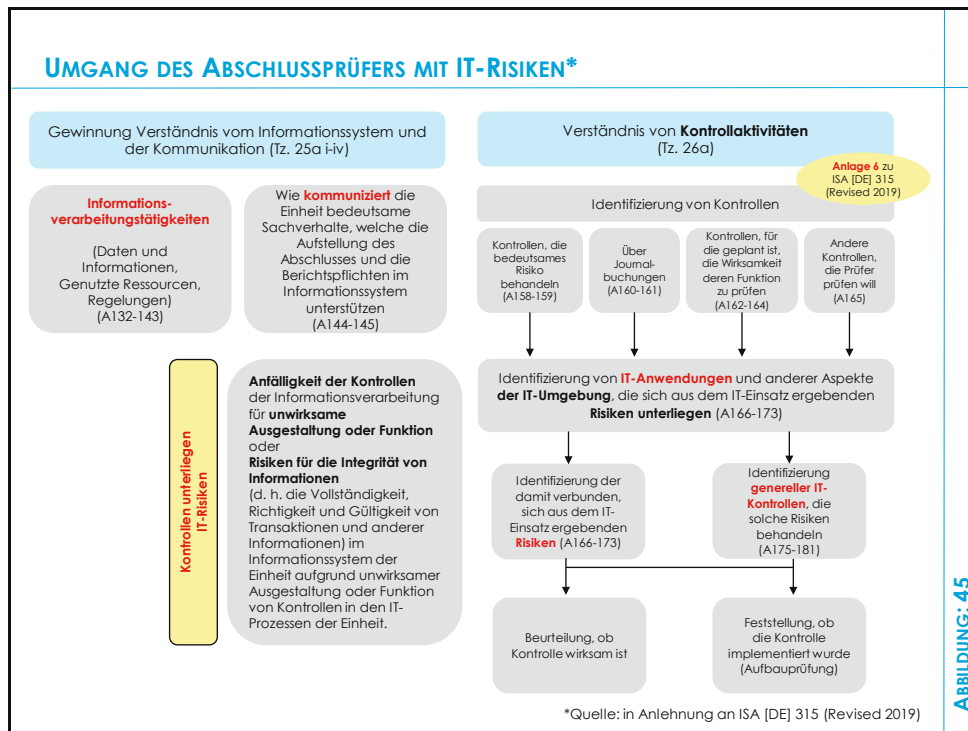 UMGANG DES ABSCHLUSSPRÜFERS MIT IT-RISIKEN*
Gewinnung Verständnis vom Informationssystem und
der Kommunikation (Tz. 25a i-iv)
Informations-
verarbeitungstätigkeiten
(Daten und
Informationen,
Genutzte Ressourcen,
Regelungen)
(A132-143)
Wie kommuniziert die
Einheit bedeutsame
Sachverhalte, welche die
Aufstellung des
Abschlusses und die
Berichtspflichten im
Informationssystem
unterstützen
(A144-145)
Kontrollen unterliegen
IT-Risiken
Anfälligkeit der Kontrollen
der Informationsverarbeitung
für unwirksame
Ausgestaltung oder Funktion
oder
Risiken für die Integrität von
Informationen
(d. h. die Vollständigkeit,
Richtigkeit und Gültigkeit von
Transaktionen und anderer
Informationen) im
Informationssystem der
Einheit aufgrund unwirksamer
Ausgestaltung oder Funktion
von Kontrollen in den IT-
Prozessen der Einheit.
Verständnis von Kontrollaktivitäten
(Tz. 26a)
Anlage 6 zu
ISA [DE] 315
(Revised 2019)
Identifizierung von Kontrollen
Kontrollen, die
bedeutsames
Risiko
behandeln
(A158-159)
Über
Journal-
buchungen
(A160-161)
Kontrollen, für
die geplant ist,
die Wirksamkeit
deren Funktion
zu prüfen
(A162-164)
Andere
Kontrollen,
die Prüfer
prüfen will
(A165)
Identifizierung von IT-Anwendungen und anderer Aspekte
der IT-Umgebung, die sich aus dem IT-Einsatz ergebenden
Risiken unterliegen (A166-173)
Identifizierung der
damit verbunden,
sich aus dem IT-
Einsatz ergebenden
Risiken (A166-173)
Identifizierung
genereller IT-
Kontrollen, die
solche Risiken
behandeln
(A175-181)
Beurteilung, ob
Kontrolle wirksam ist
Feststellung, ob
die Kontrolle
implementiert wurde
(Aufbauprüfung)
*Quelle: in Anlehnung an ISA [DE] 315 (Revised 2019)
ABBILDUNG: 45